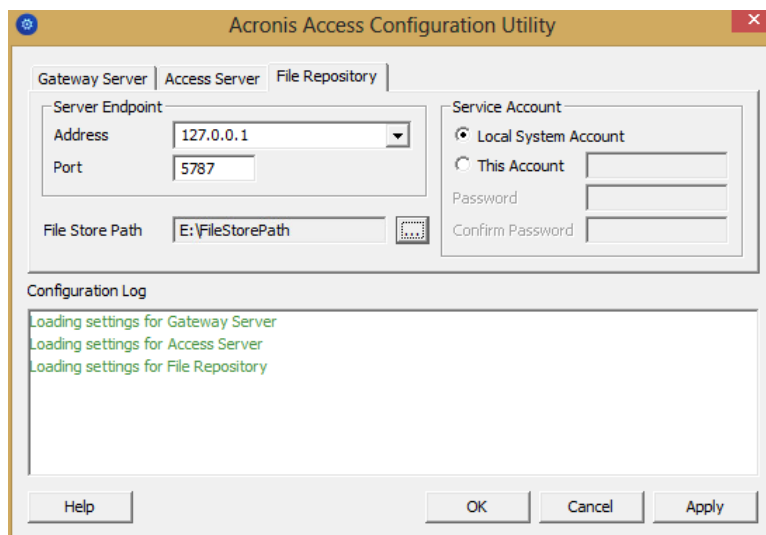 Acronis Access Configuration Utility
Gateway Server Access Server File Repository
Server Endpoint
Address 127.0.0.1
Port 5787
File Store Path E:\FileStorePath ...
Service Account
Local System Account
This Account
Password
Confirm Password
Configuration Log
Loading settings for Gateway Server
Loading settings for Access Server
Loading settings for File Repository
Help OK Cancel Apply